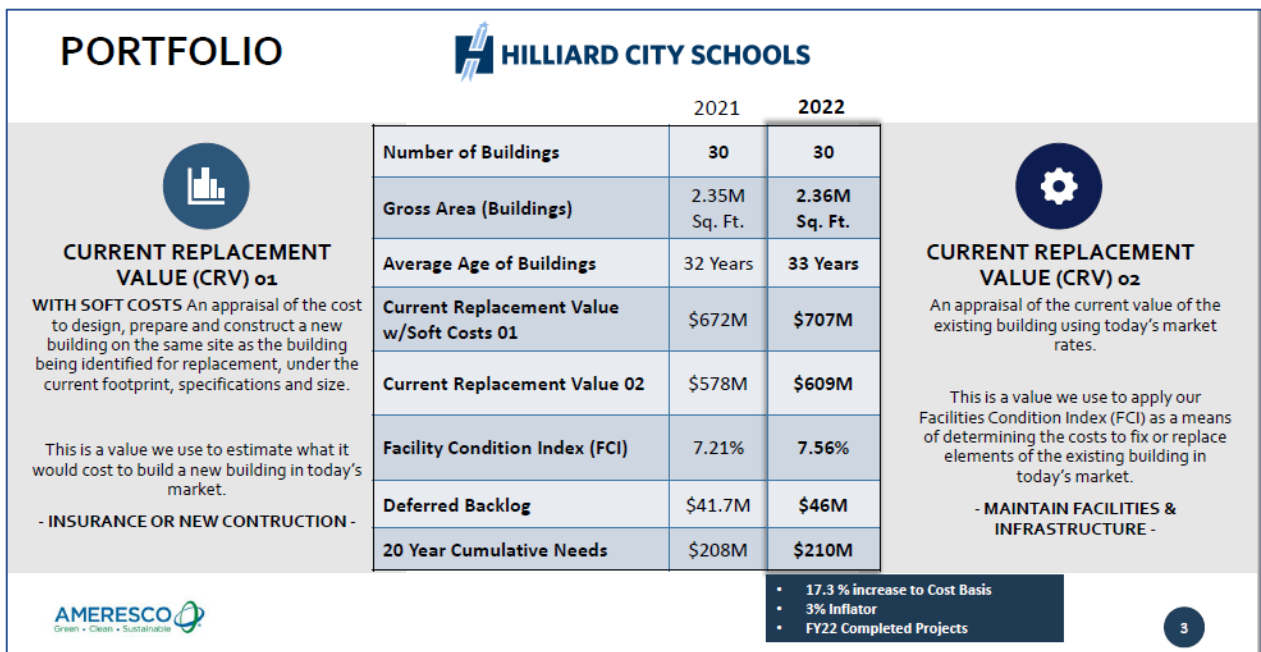 PORTFOLIO
HILLIARD CITY SCHOOLS
2021 2022
Number of Buildings 30 30
Gross Area (Buildings) 2.35M Sq. Ft. 2.36M Sq. Ft.
Average Age of Buildings 32 Years 33 Years
Current Replacement Value w/Soft Costs 01 $672M $707M
Current Replacement Value 02 $578M $609M
Facility Condition Index (FCI) 7.21% 7.56%
Deferred Backlog $41.7M $46M
20 Year Cumulative Needs $208M $210M
CURRENT REPLACEMENT
VALUE (CRV) 01
WITH SOFT COSTS An appraisal of the cost
to design, prepare and construct a new
building on the same site as the building
being identified for replacement, under the
current footprint, specifications and size.
This is a value we use to estimate what it
would cost to build a new building in today's
market.
- INSURANCE OR NEW CONTRUCTION -
CURRENT REPLACEMENT
VALUE (CRV) 02
An appraisal of the current value of the
existing building using today's market
rates.
This is a value we use to apply our
Facilities Condition Index (FCI) as a means
of determining the costs to fix or replace
elements of the existing building in
today's market.
- MAINTAIN FACILITIES &
INFRASTRUCTURE -
• 17.3 % increase to Cost Basis
• 3% Inflator
• FY22 Completed Projects
AMERESCO
Green • Clean • Sustainable
3